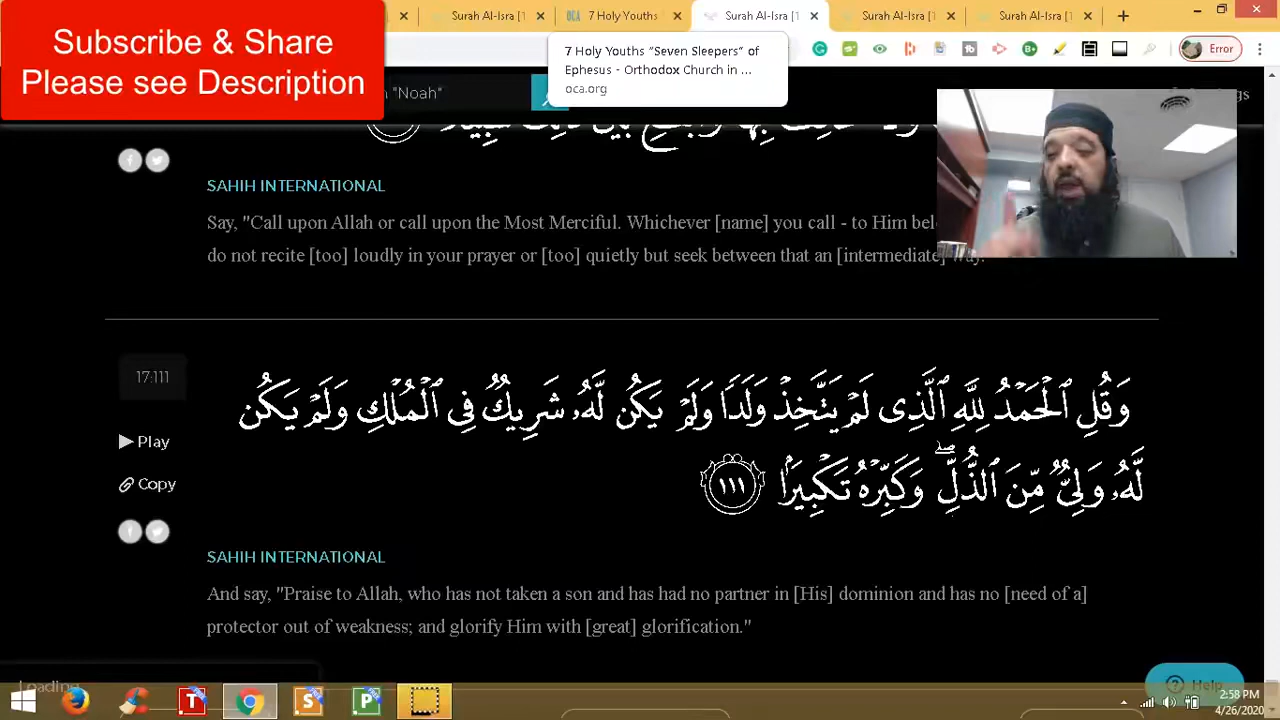 Subscribe & Share
Please see Description
Surah Al-Isra [1
7 Holy Youths
Surah Al-Isra [1
Surah Al-Isra [1
Surah Al-Isra [1
7 Holy Youths “Seven Sleepers” of
Ephesus - Orthodox Church in ...
oca.org
Error
"Noah"
SAHIH INTERNATIONAL
Say, "Call upon Allah or call upon the Most Merciful. Whichever [name] you call - to Him
do not recite [too] loudly in your prayer or [too] quietly but seek between that an [intermediate] way.
17:111
وَقُلِ ٱلْحَمْدُ لِلَّهِ ٱلَّذِى لَمْ يَتَّخِذْ وَلَدًا وَلَمْ يَكُن لَّهُۥ شَرِيكٌ فِى ٱلْمُلْكِ وَلَمْ يَكُن
لَّهُۥ وَلِىٌّ مِّنَ ٱلذُّلِّ ۖ وَكَبِّرْهُ تَكْبِيرًۢا ١١١
Play
Copy
SAHIH INTERNATIONAL
And say, "Praise to Allah, who has not taken a son and has had no partner in [His] dominion and has no [need of a]
protector out of weakness; and glorify Him with [great] glorification."
Loading
Help
2:58 PM
4/26/2020